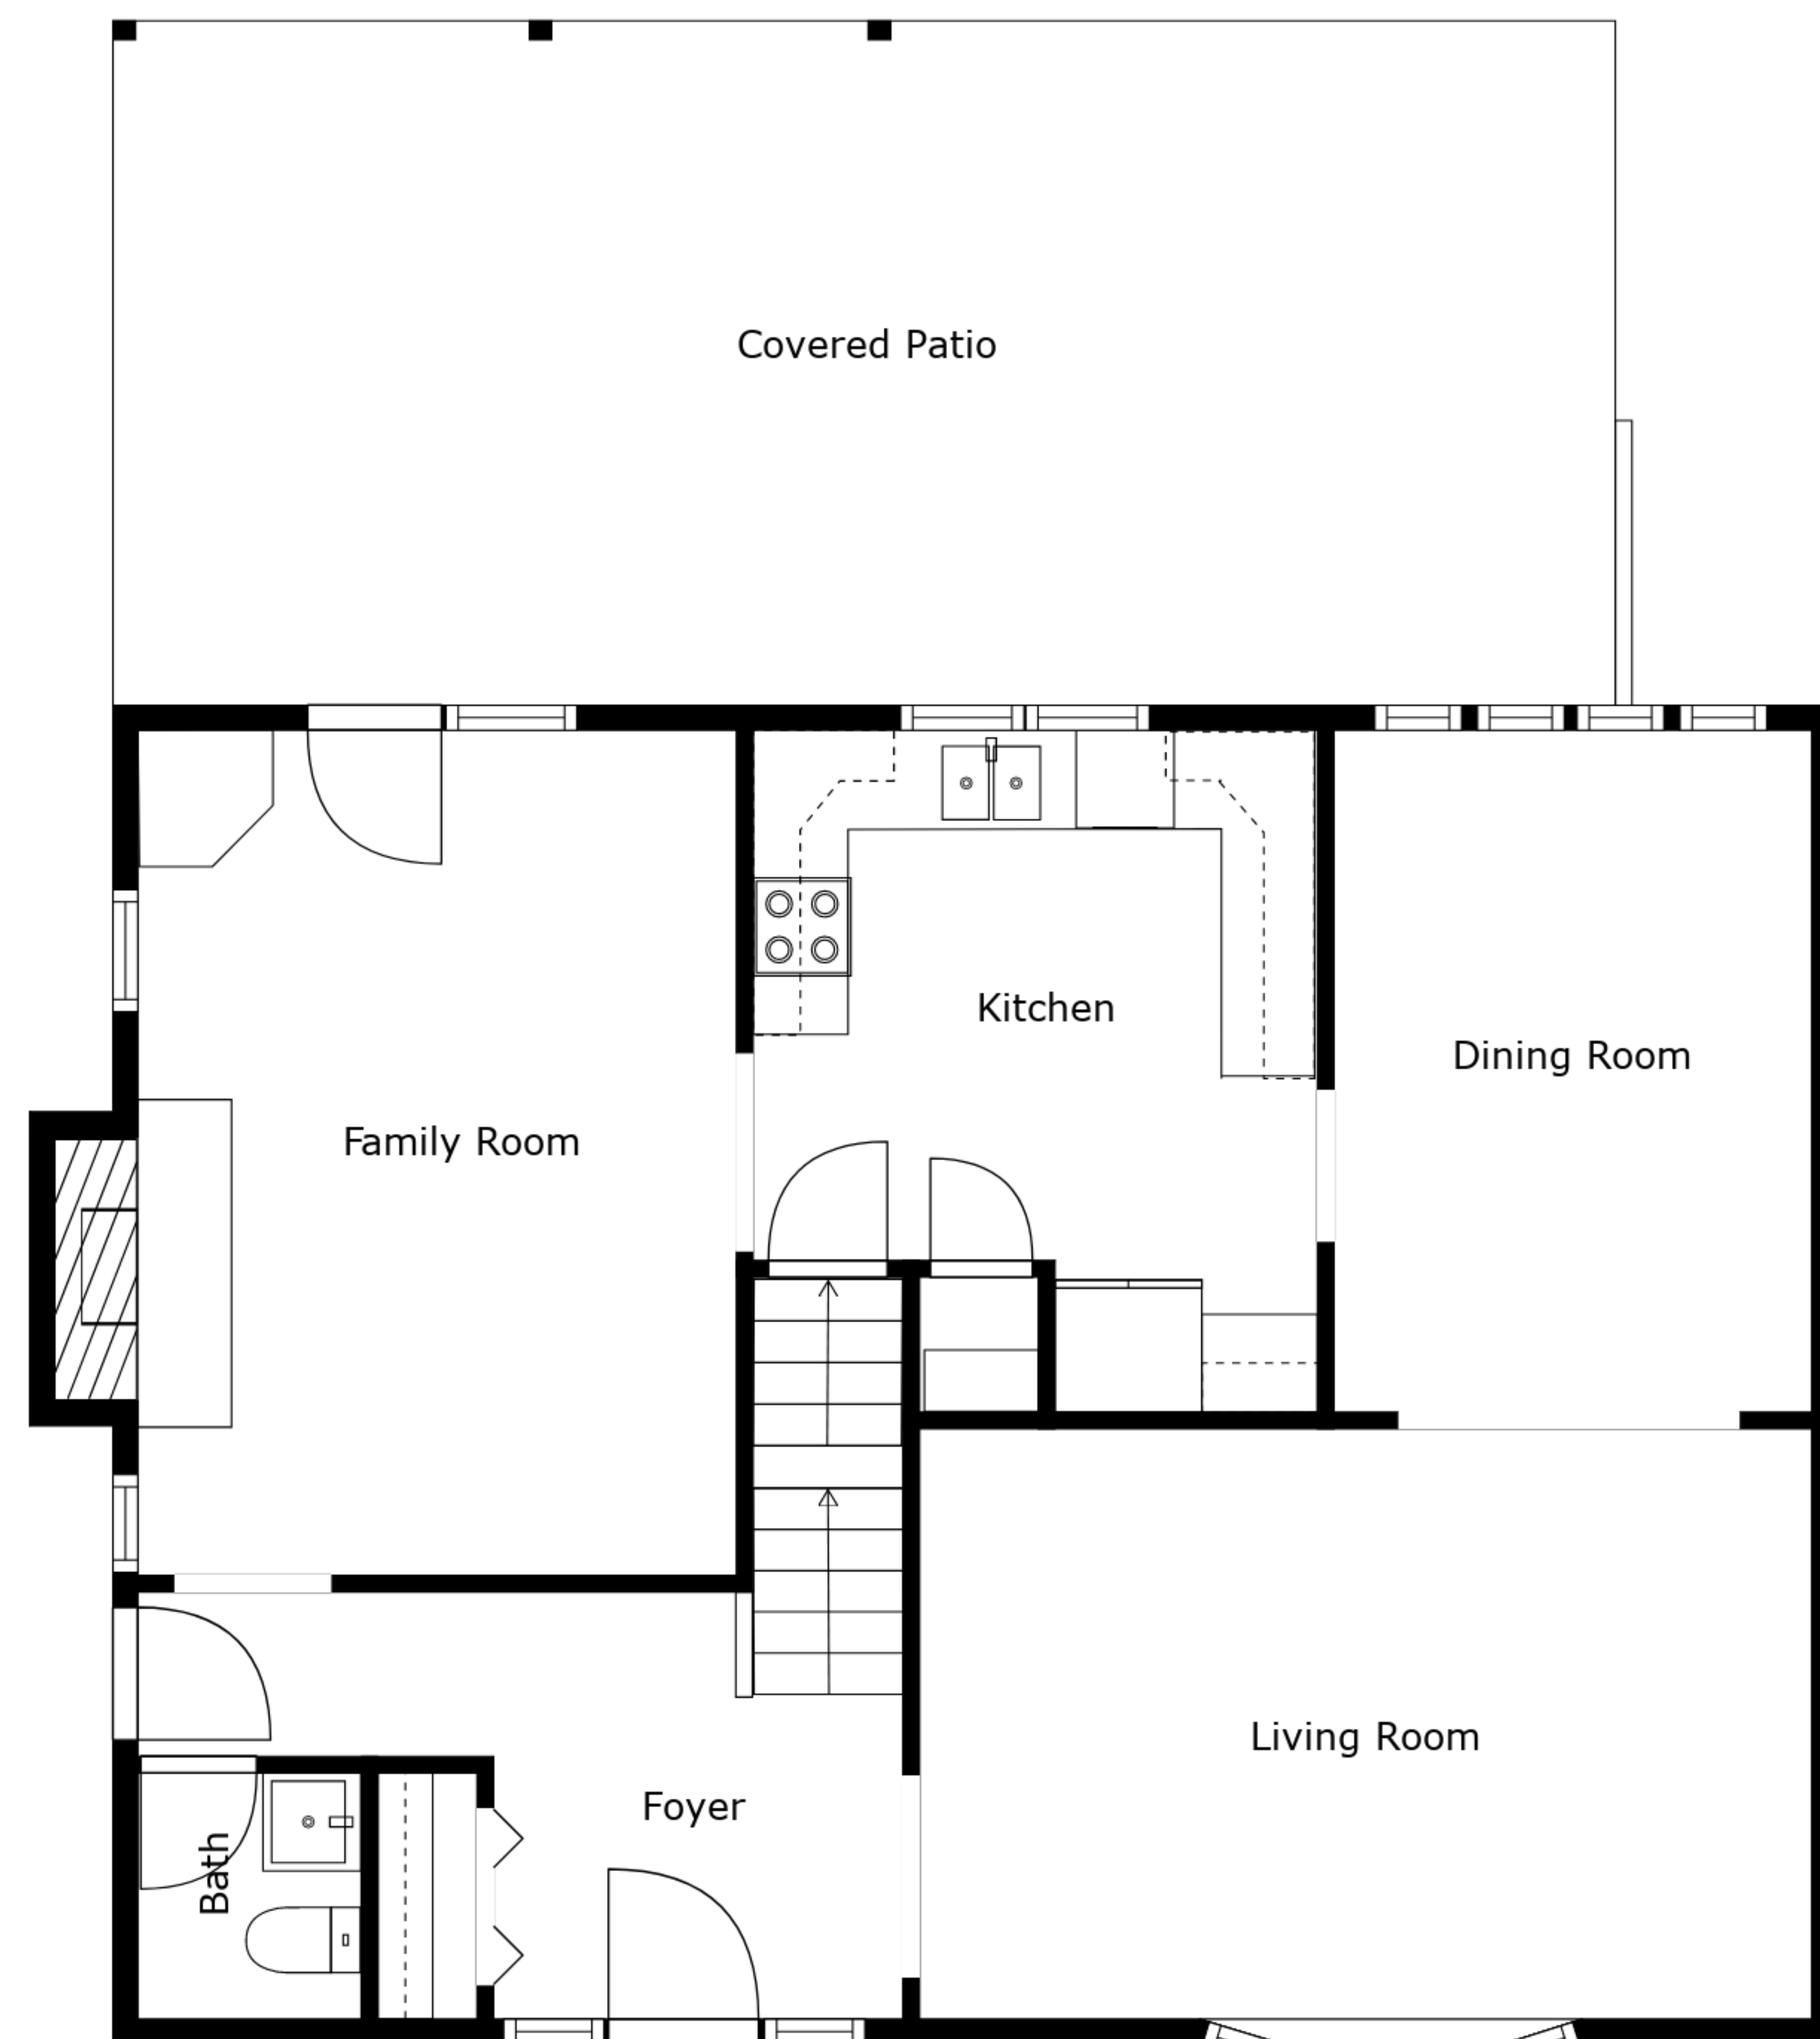 Covered Patio
Kitchen
Dining Room
Family Room
Living Room
Foyer
Bath